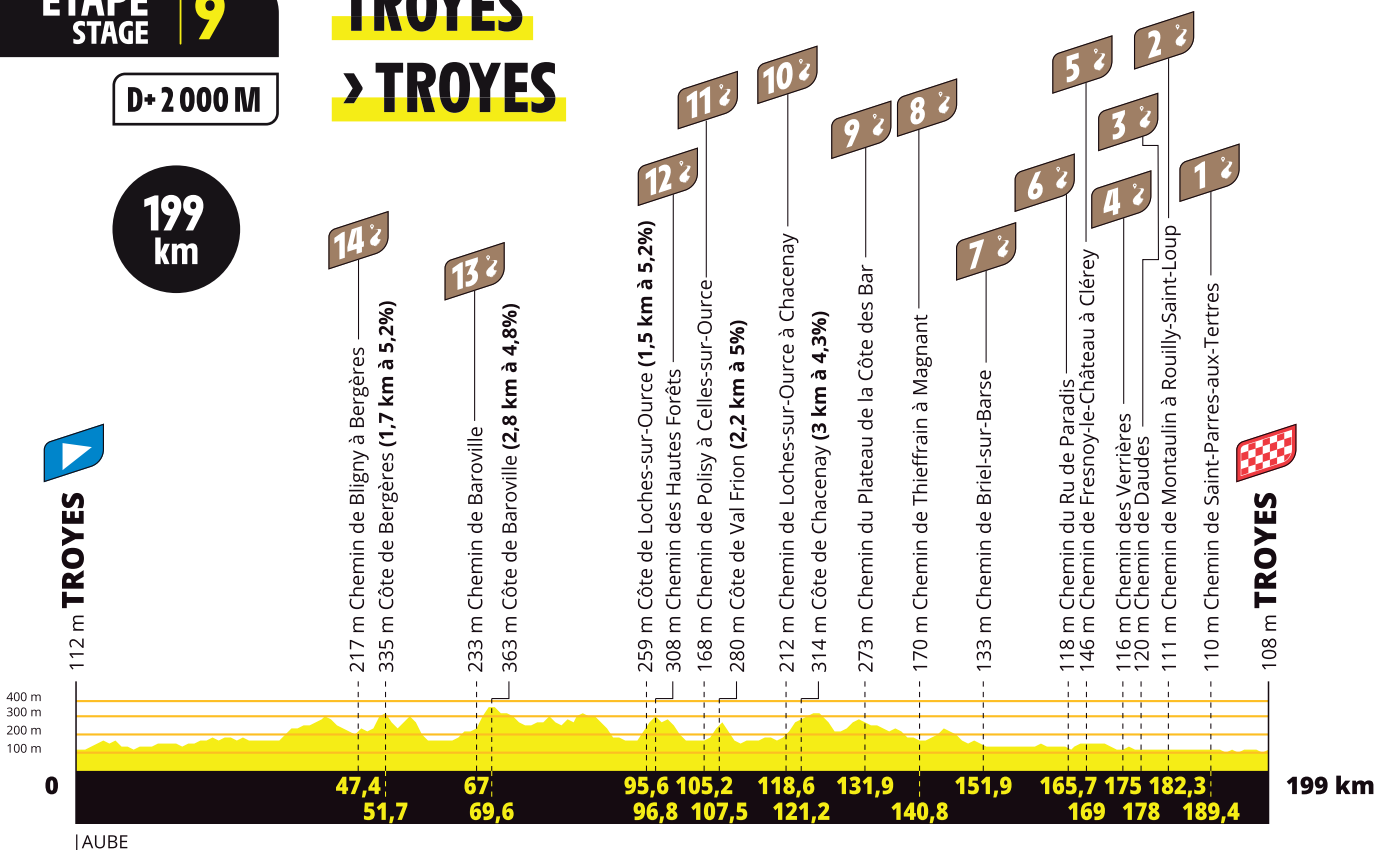 ÉTAPE
STAGE
9
TROYES
› TROYES
D+ 2 000 M
199
km
14
13
12
11
10
9
8
7
6
5
4
3
2
1
112 m TROYES
217 m Chemin de Bligny à Bergères
335 m Côte de Bergères (1,7 km à 5,2%)
233 m Chemin de Baroville
363 m Côte de Baroville (2,8 km à 4,8%)
259 m Côte de Loches-sur-Ource (1,5 km à 5,2%)
308 m Chemin des Hautes Forêts
168 m Chemin de Polisy à Celles-sur-Ource
280 m Côte de Val Frion (2,2 km à 5%)
212 m Chemin de Loches-sur-Ource à Chacenay
314 m Côte de Chacenay (3 km à 4,3%)
273 m Chemin du Plateau de la Côte des Bar
170 m Chemin de Thieffrain à Magnant
133 m Chemin de Briel-sur-Barse
118 m Chemin du Ru de Paradis
146 m Chemin de Fresnoy-le-Château à Clérey
116 m Chemin des Verrières
120 m Chemin de Daudes
111 m Chemin de Montaulin à Rouilly-Saint-Loup
110 m Chemin de Saint-Parres-aux-Tertres
108 m TROYES
400 m
300 m
200 m
100 m
0
47,4
67
95,6
105,2
118,6
131,9
151,9
165,7
175
182,3
199 km
51,7
69,6
96,8
107,5
121,2
140,8
169
178
189,4
AUBE